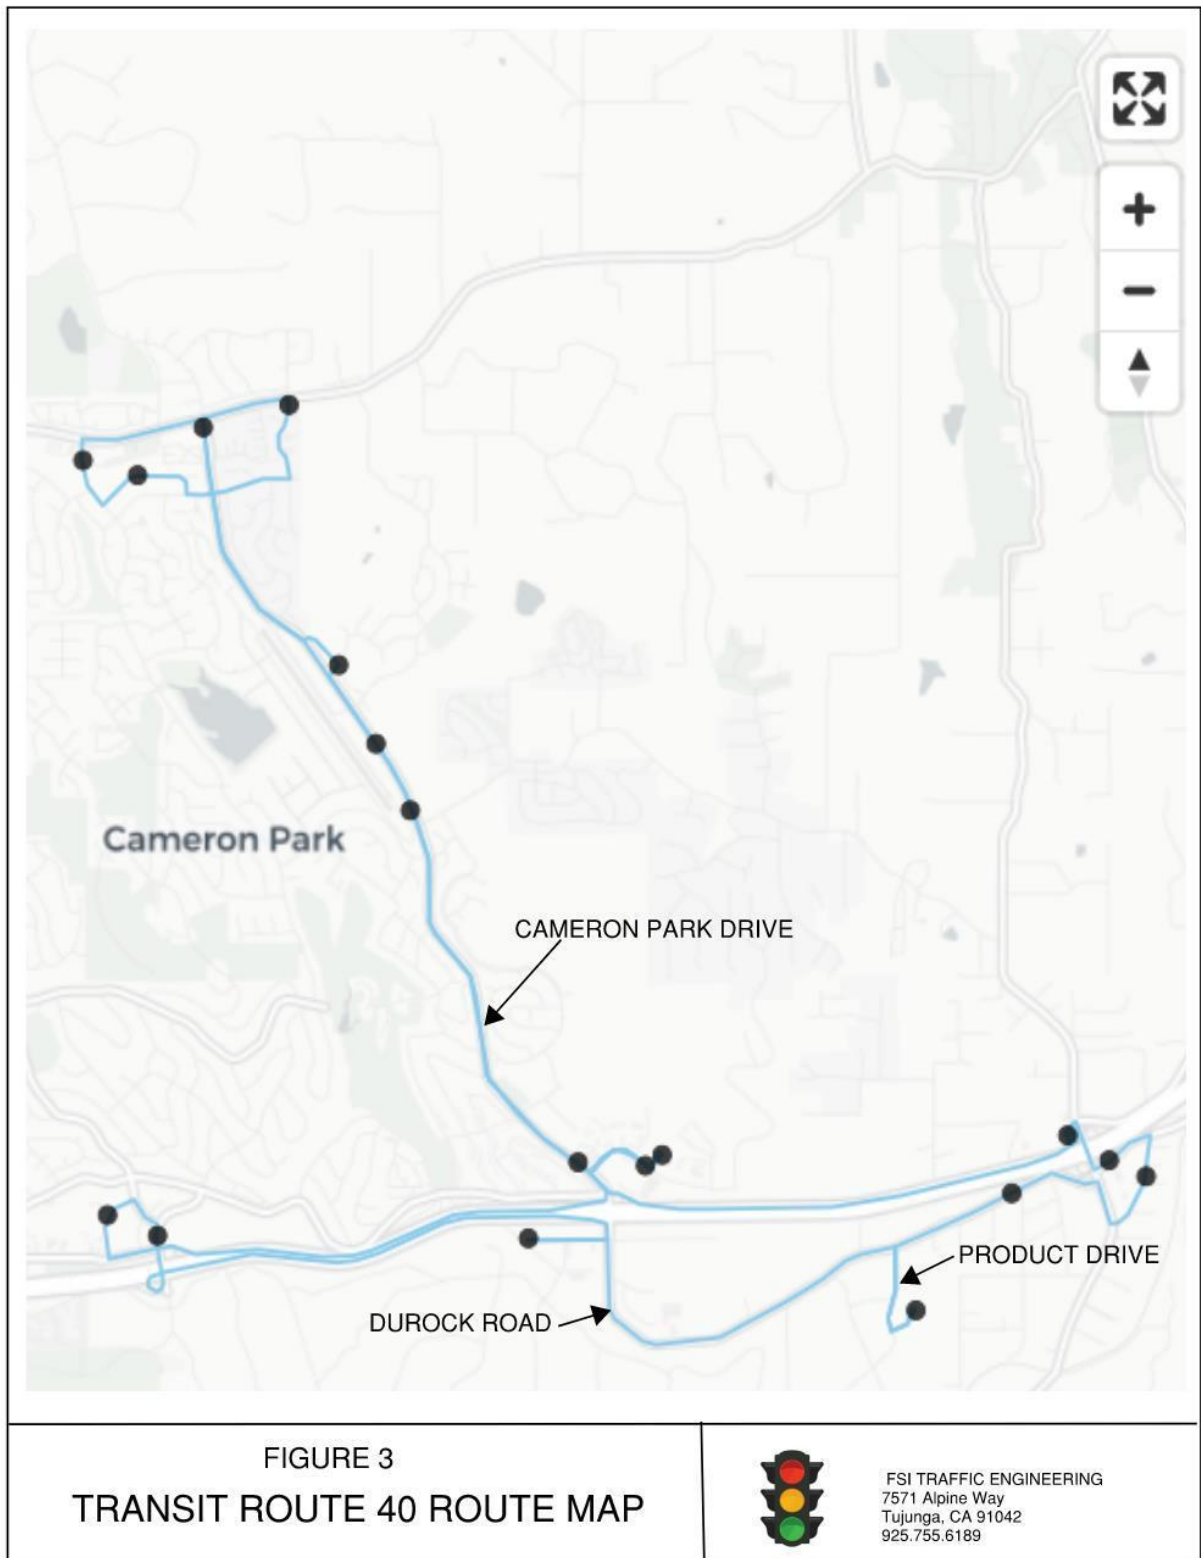 Cameron Park
CAMERON PARK DRIVE
PRODUCT DRIVE
DUROCK ROAD
FIGURE 3
TRANSIT ROUTE 40 ROUTE MAP
FSI TRAFFIC ENGINEERING
7571 Alpine Way
Tujunga, CA 91042
925.755.6189